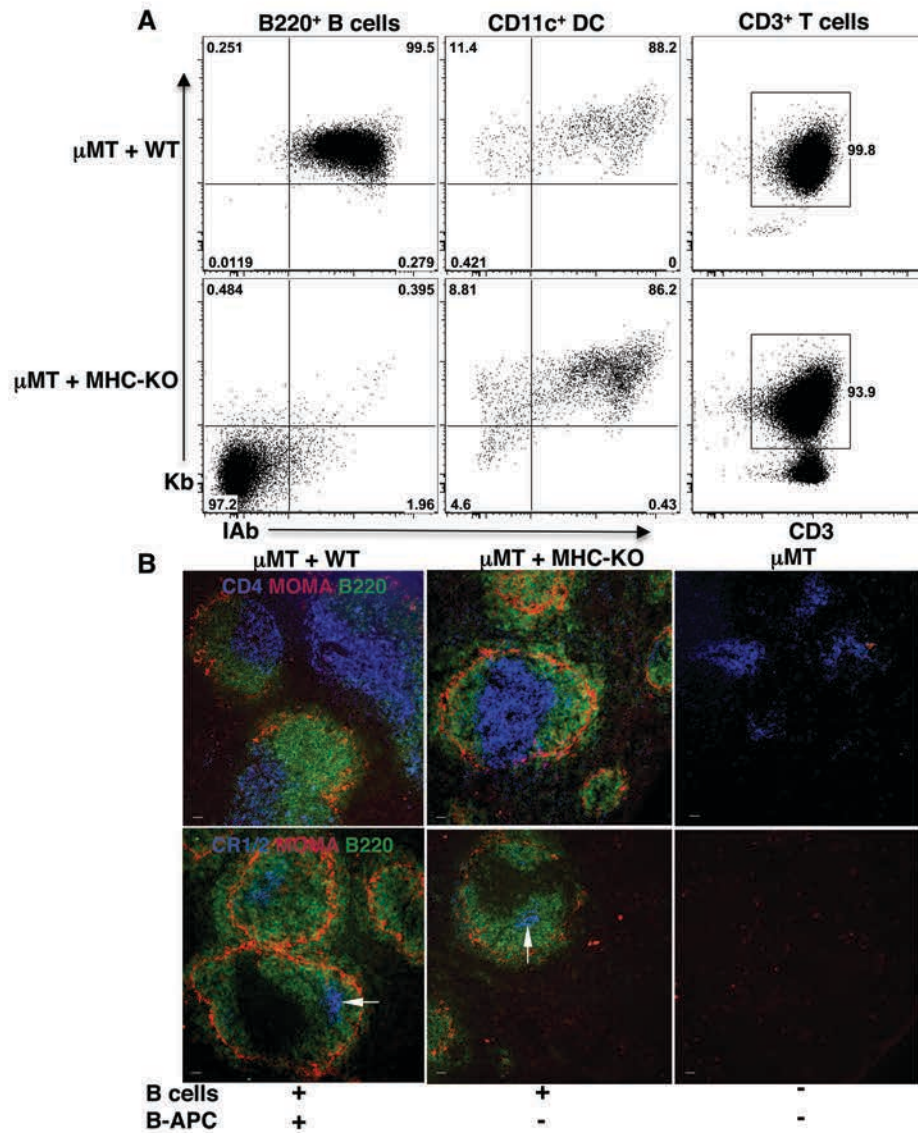 A
B220+ B cells CD11c+ DC CD3+ T cells
0.251 99.5 11.4 88.2
μMT + WT
99.8
0.0119 0.279 0.421 0
0.484 0.395 8.81 86.2
μMT + MHC-KO
93.9
Kb
97.2 1.96 4.6 0.43
IAb CD3
B
μMT + WT μMT + MHC-KO μMT
CD4 MOMA B220
CR1/2 MOMA B220
B cells + + -
B-APC + - -